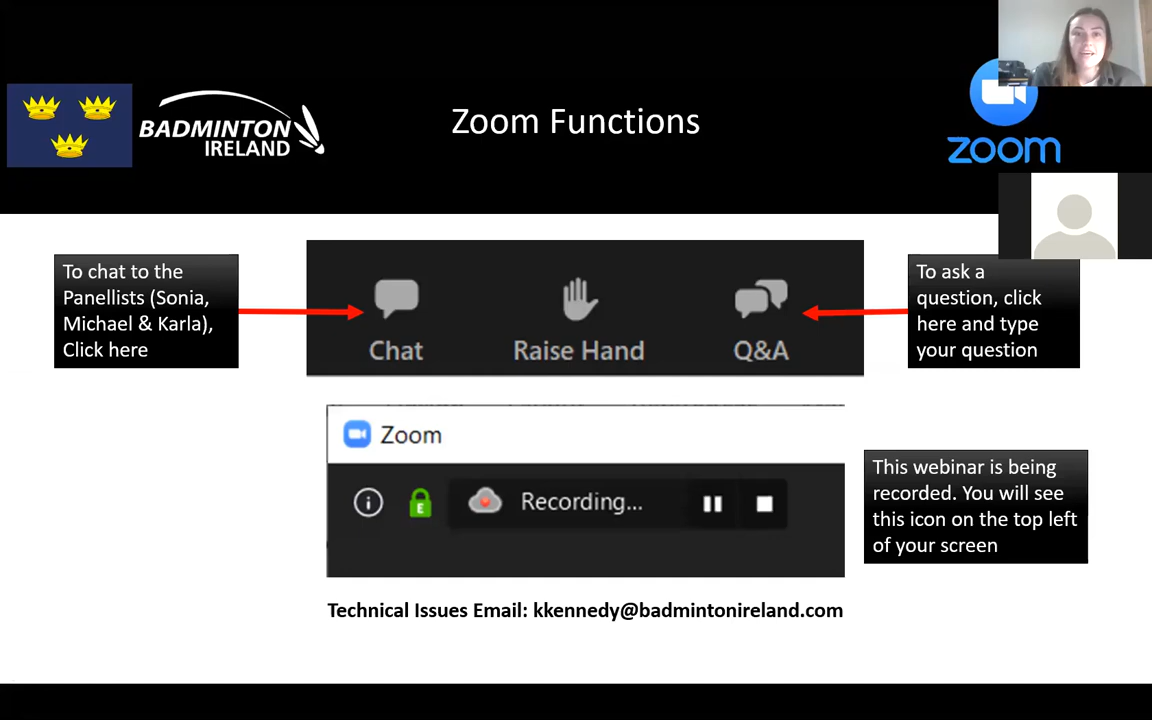 BADMINTON
IRELAND
Zoom Functions
zoom
To chat to the
Panellists (Sonia,
Michael & Karla),
Click here
Chat
Raise Hand
Q&A
To ask a
question, click
here and type
your question
Zoom
E
Recording...
This webinar is being
recorded. You will see
this icon on the top left
of your screen
Technical Issues Email: kkennedy@badmintonireland.com